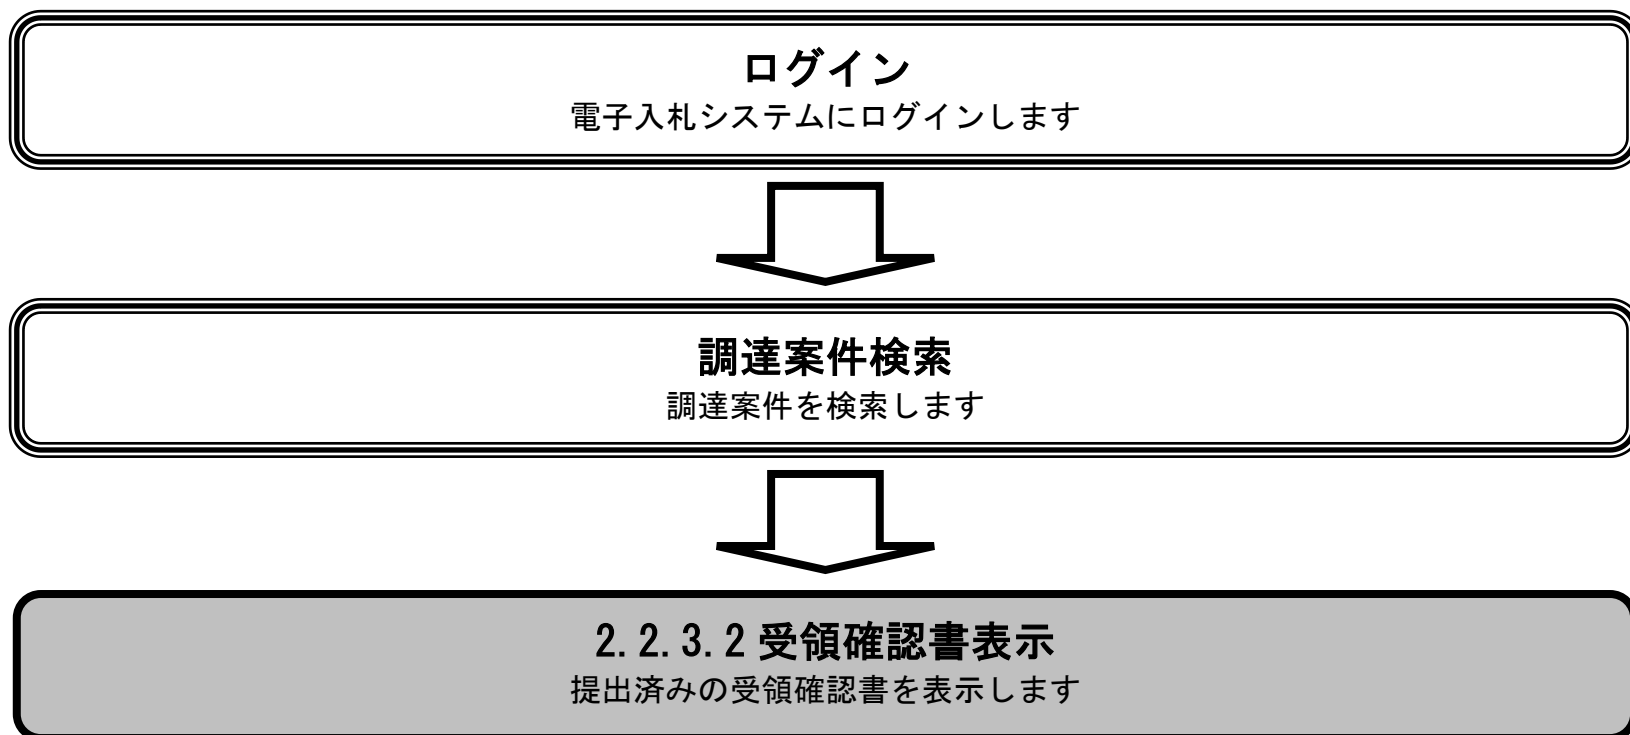 ログイン
電子入札システムにログインします
調達案件検索
調達案件を検索します
2.2.3.2 受領確認書表示
提出済みの受領確認書を表示します